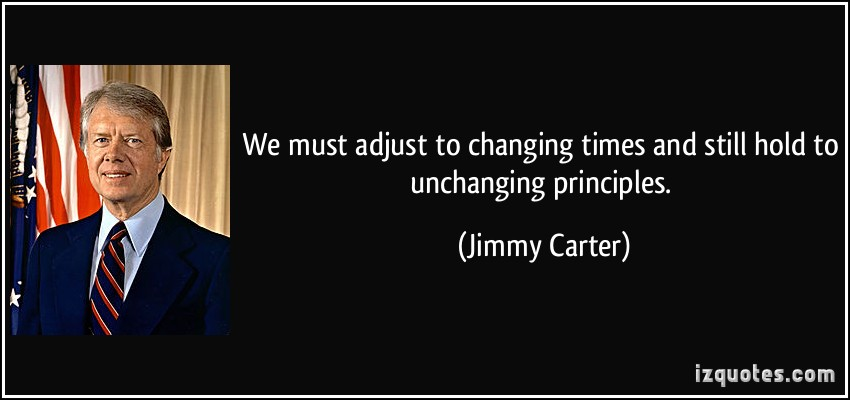 We must adjust to changing times and still hold to
unchanging principles.
(Jimmy Carter)
izquotes.com